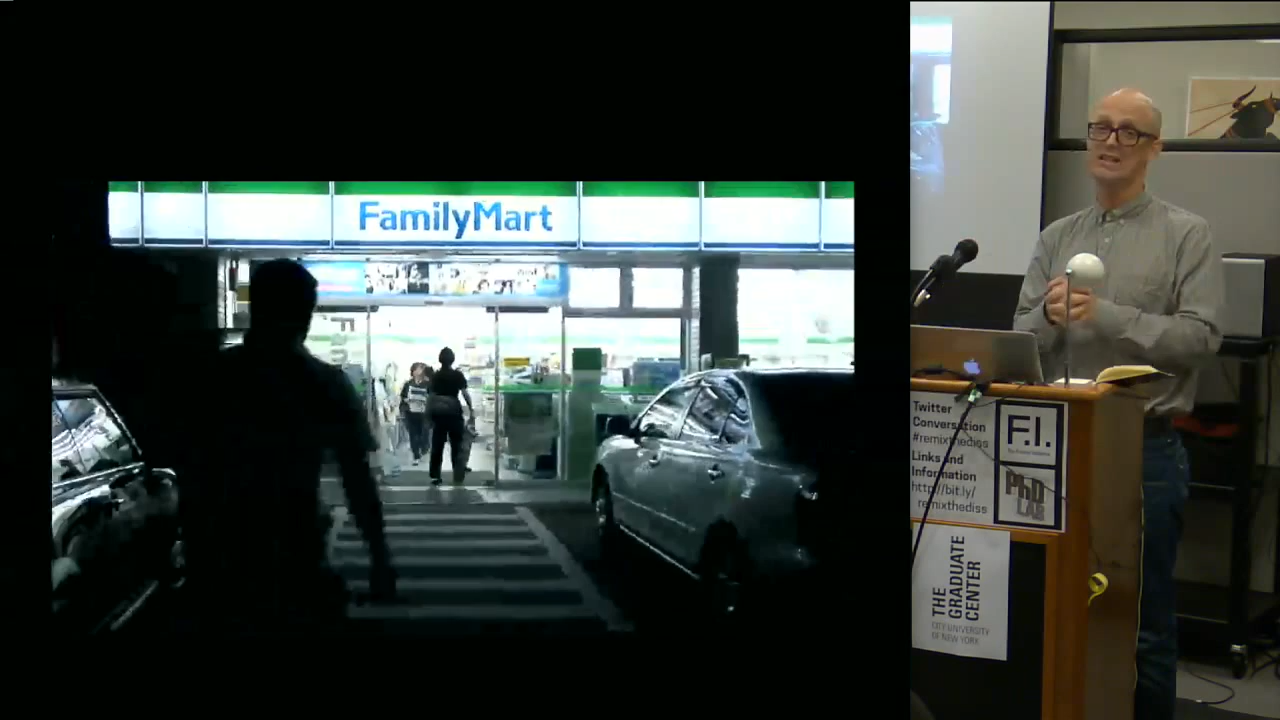 FamilyMart
Twitter
Conversation
#remixthediss
Links and
Information
http://bit.ly/
remixthediss
F.I.
PhD
LAB
THE
GRADUATE
CENTER
CITY UNIVERSITY
OF NEW YORK